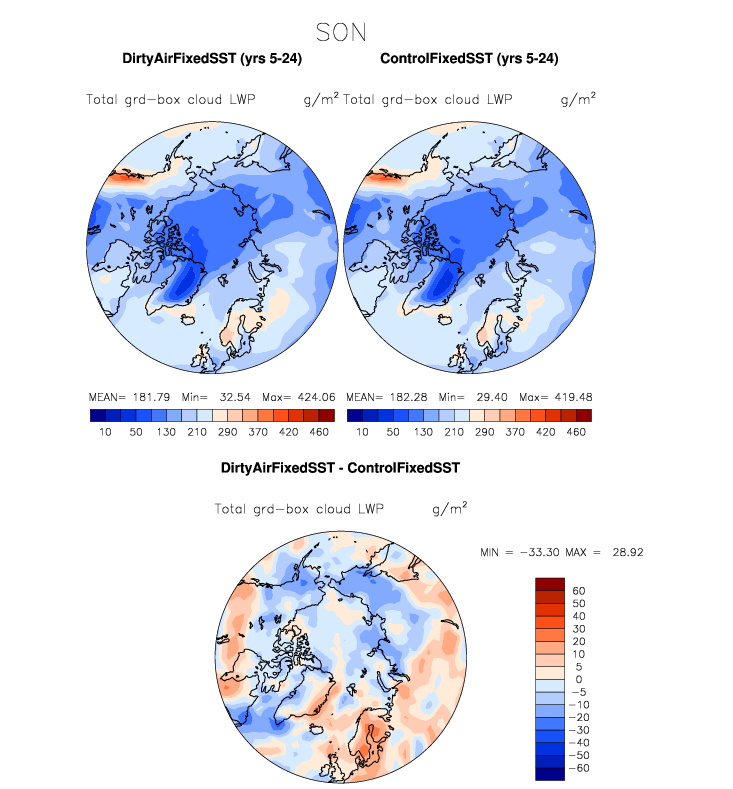 SON
DirtyAirFixedSST (yrs 5-24) ControlFixedSST (yrs 5-24)
Total grd-box cloud LWP g/m² Total grd-box cloud LWP g/m²
MEAN= 181.79 Min= 32.54 Max= 424.06 MEAN= 182.28 Min= 29.40 Max= 419.48
10 50 130 210 290 370 420 460 10 50 130 210 290 370 420 460
DirtyAirFixedSST - ControlFixedSST
Total grd-box cloud LWP g/m²
MIN = -33.30 MAX = 28.92
60
50
40
30
20
10
5
0
-5
-10
-20
-30
-40
-50
-60